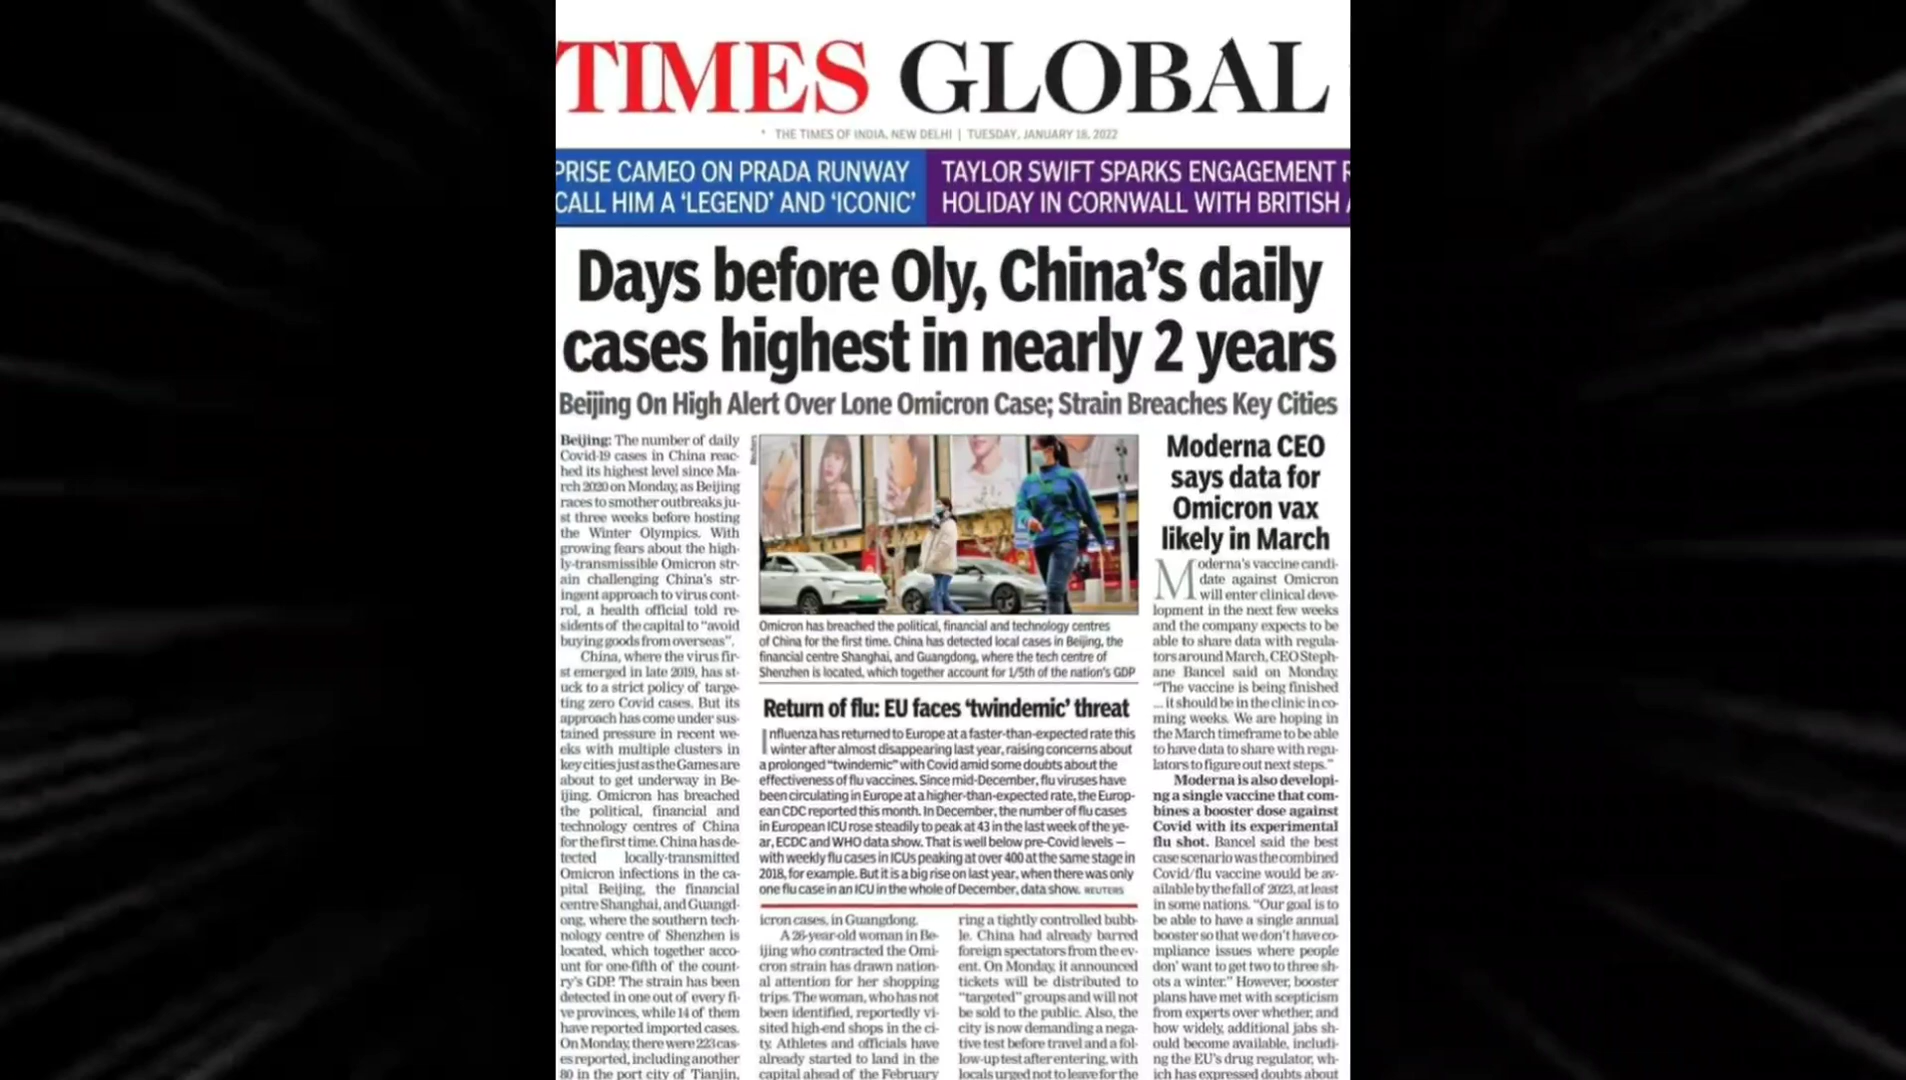 TIMES GLOBAL
* THE TIMES OF INDIA, NEW DELHI | TUESDAY, JANUARY 18, 2022
PRISE CAMEO ON PRADA RUNWAY
CALL HIM A ‘LEGEND’ AND ‘ICONIC’
TAYLOR SWIFT SPARKS ENGAGEMENT
HOLIDAY IN CORNWALL WITH BRITISH
Days before Oly, China’s daily
cases highest in nearly 2 years
Beijing On High Alert Over Lone Omicron Case; Strain Breaches Key Cities
Beijing: The number of daily
Covid-19 cases in China reac-
hed its highest level since Ma-
rch 2020 on Monday, as Beijing
races to smother outbreaks ju-
st three weeks before hosting
the Winter Olympics. With
growing fears about the high-
ly-transmissible Omicron str-
ain challenging China’s str-
ingent approach to virus cont-
rol, a health official told re-
sidents of the capital to “avoid
buying goods from overseas”.
China, where the virus fir-
st emerged in late 2019, has st-
uck to a strict policy of targe-
ting zero Covid cases. But its
approach has come under sus-
tained pressure in recent we-
eks with multiple clusters in
key cities just as the Games are
about to get underway in Be-
ijing. Omicron has breached
the political, financial and
technology centres of China
for the first time. China has de-
tected locally-transmitted
Omicron infections in the ca-
pital Beijing, the financial
centre Shanghai, and Guangd-
ong, where the southern tech-
nology centre of Shenzhen is
located, which together acco-
unt for one-fifth of the count-
ry’s GDP. The strain has been
detected in one out of every fi-
ve provinces, while 14 of them
have reported imported cases.
On Monday, there were 223 cas-
es reported, including another
80 in the port city of Tianjin,
Reuters
Omicron has breached the political, financial and technology centres
of China for the first time. China has detected local cases in Beijing, the
financial centre Shanghai, and Guangdong, where the tech centre of
Shenzhen is located, which together account for 1/5th of the nation’s GDP
Return of flu: EU faces ‘twindemic’ threat
Influenza has returned to Europe at a faster-than-expected rate this
winter after almost disappearing last year, raising concerns about
a prolonged “twindemic” with Covid amid some doubts about the
effectiveness of flu vaccines. Since mid-December, flu viruses have
been circulating in Europe at a higher-than-expected rate, the Europ-
ean CDC reported this month. In December, the number of flu cases
in European ICU rose steadily to peak at 43 in the last week of the ye-
ar, ECDC and WHO data show. That is well below pre-Covid levels —
with weekly flu cases in ICUs peaking at over 400 at the same stage in
2018, for example. But it is a big rise on last year, when there was only
one flu case in an ICU in the whole of December, data show. REUTERS
icron cases, in Guangdong.
A 26-year-old woman in Be-
ijing who contracted the Omi-
cron strain has drawn nation-
al attention for her shopping
trips. The woman, who has not
been identified, reportedly vi-
sited high-end shops in the ci-
ty. Athletes and officials have
already started to land in the
capital ahead of the February
ring a tightly controlled bubb-
le. China had already barred
foreign spectators from the ev-
ent. On Monday, it announced
tickets will be distributed to
“targeted” groups and will not
be sold to the public. Also, the
city is now demanding a nega-
tive test before travel and a fol-
low-up test after entering, with
locals urged not to leave for the
Moderna CEO
says data for
Omicron vax
likely in March
Moderna’s vaccine candi-
date against Omicron
will enter clinical deve-
lopment in the next few weeks
and the company expects to be
able to share data with regula-
tors around March, CEO Steph-
ane Bancel said on Monday.
“The vaccine is being finished
... it should be in the clinic in co-
ming weeks. We are hoping in
the March timeframe to be able
to have data to share with regu-
lators to figure out next steps.”
Moderna is also developi-
ng a single vaccine that com-
bines a booster dose against
Covid with its experimental
flu shot. Bancel said the best
case scenario was the combined
Covid/flu vaccine would be av-
ailable by the fall of 2023, at least
in some nations. “Our goal is to
be able to have a single annual
booster so that we don’t have co-
mpliance issues where people
don’ want to get two to three sh-
ots a winter.” However, booster
plans have met with scepticism
from experts over whether, and
how widely, additional jabs sh-
ould become available, includi-
ng the EU’s drug regulator, wh-
ich has expressed doubts about